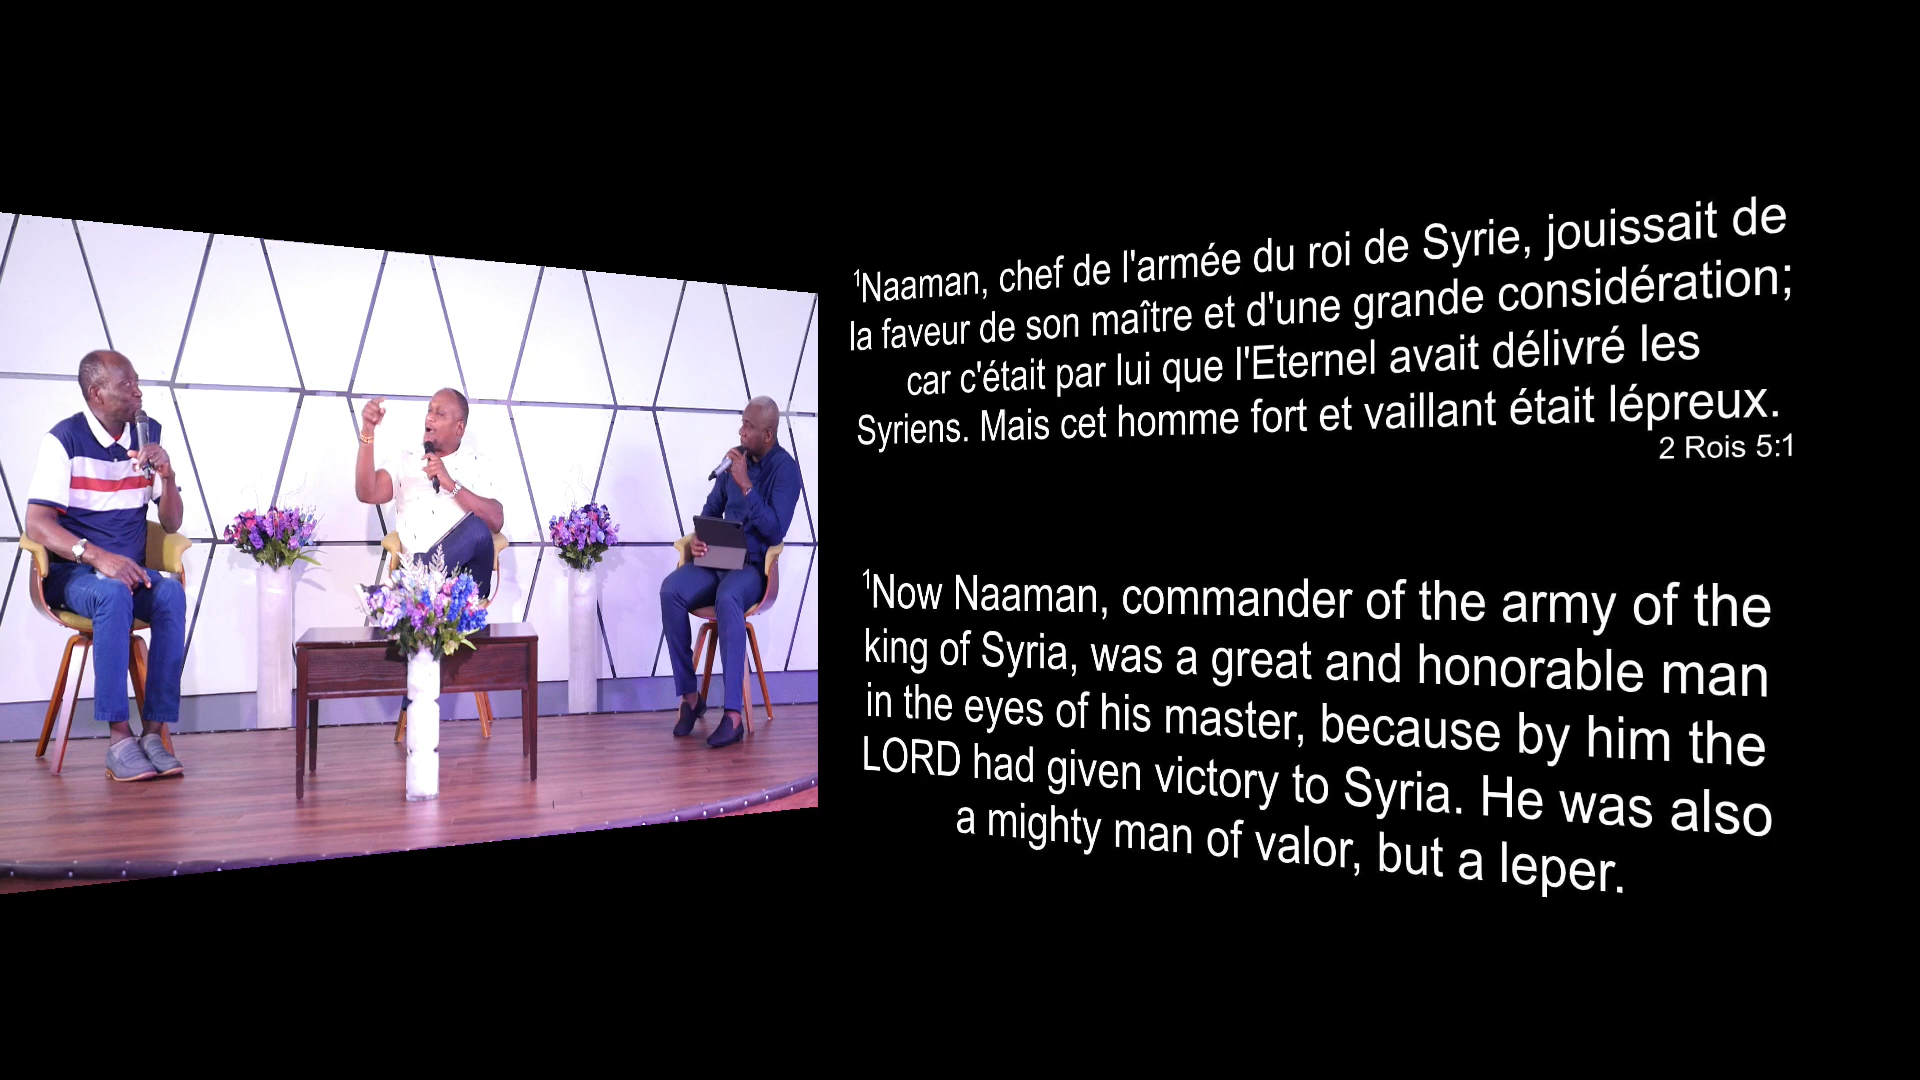 ¹Naaman, chef de l'armée du roi de Syrie, jouissait de
la faveur de son maître et d'une grande considération;
car c'était par lui que l'Eternel avait délivré les
Syriens. Mais cet homme fort et vaillant était lépreux.
2 Rois 5:1
¹Now Naaman, commander of the army of the
king of Syria, was a great and honorable man
in the eyes of his master, because by him the
LORD had given victory to Syria. He was also
a mighty man of valor, but a leper.